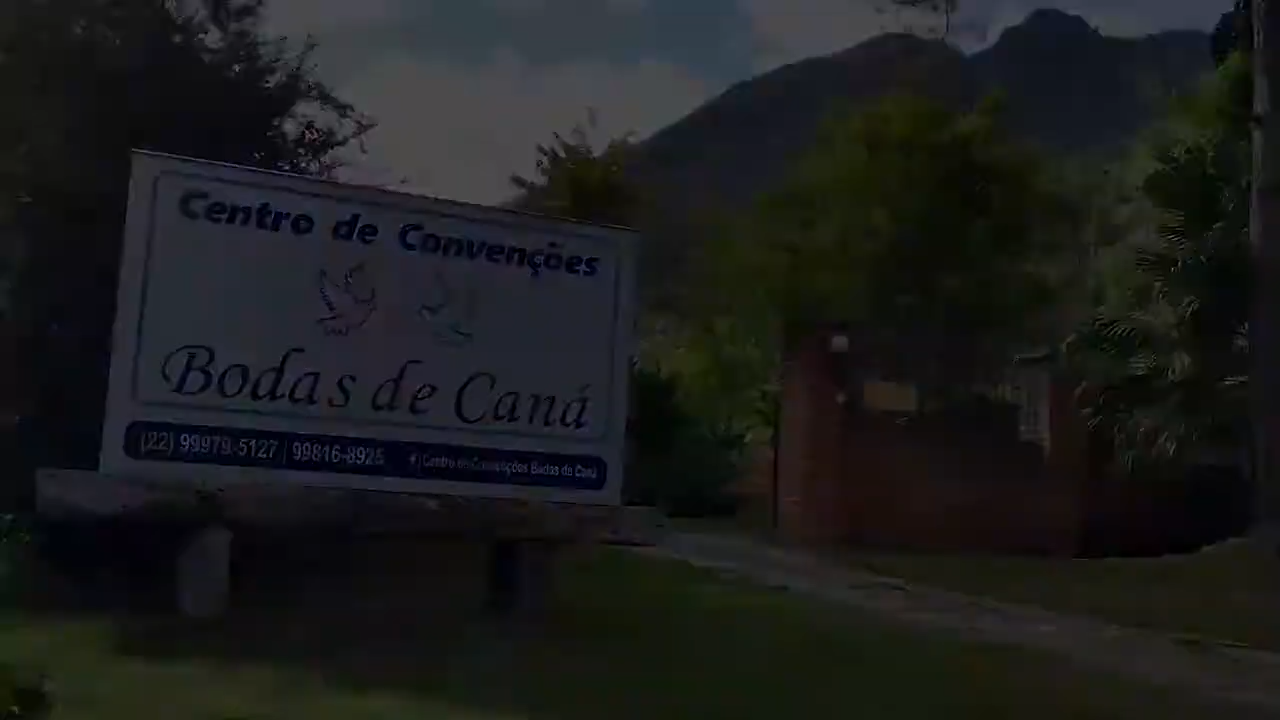 Centro de Convenções
Bodas de Caná
(22) 99979-5127 | 99816-8925
Centro de Convenções Bodas de Caná